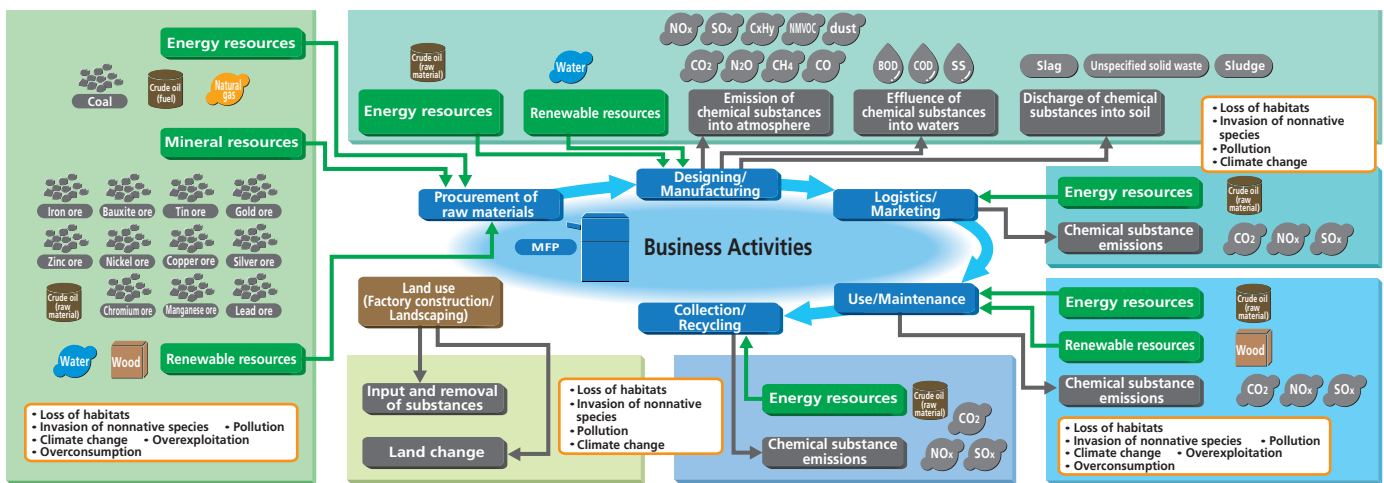 Energy resources
Coal
Crude oil
(fuel)
Natural
gas
Mineral resources
Iron ore
Bauxite ore
Tin ore
Gold ore
Zinc ore
Nickel ore
Copper ore
Silver ore
Crude oil
(raw
material)
Chromium ore
Manganese ore
Lead ore
Water
Wood
Renewable resources
• Loss of habitats
• Invasion of nonnative species • Pollution
• Climate change • Overexploitation
• Overconsumption
Crude oil
(raw
material)
Energy resources
Water
Renewable resources
NOx
SOx
CxHy
NMVOC
dust
CO2
N2O
CH4
CO
Emission of
chemical substances
into atmosphere
BOD
COD
SS
Effluence of
chemical substances
into waters
Slag
Unspecified solid waste
Sludge
Discharge of chemical
substances into soil
• Loss of habitats
• Invasion of nonnative
species
• Pollution
• Climate change
Procurement of
raw materials
Designing/
Manufacturing
Logistics/
Marketing
MFP
Business Activities
Use/Maintenance
Collection/
Recycling
Energy resources
Crude oil
(raw
material)
Chemical substance
emissions
CO2
NOx
SOx
Energy resources
Crude oil
(raw
material)
Renewable resources
Wood
Chemical substance
emissions
CO2
NOx
SOx
• Loss of habitats
• Invasion of nonnative species • Pollution
• Climate change • Overexploitation
• Overconsumption
Land use
(Factory construction/
Landscaping)
Input and removal
of substances
Land change
• Loss of habitats
• Invasion of nonnative
species
• Pollution
• Climate change
Energy resources
Crude oil
(raw
material)
CO2
Chemical substance
emissions
NOx
SOx